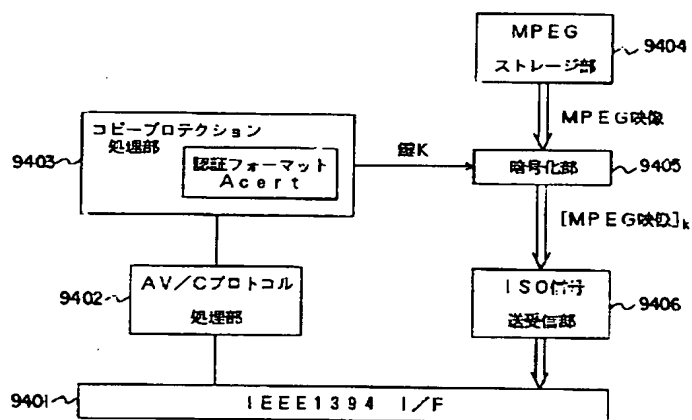 ＭＰＥＧ
ストレージ部
9404
ＭＰＥＧ映像
コピープロテクション
処理部
9403
認証フォーマット
Ａｃｅｒｔ
鍵K
暗号化部
9405
[ＭＰＥＧ映像]k
ＡＶ／Ｃプロトコル
処理部
9402
ＩＳＯ信号
送受信部
9406
9401
ＩＥＥＥ1394 Ｉ／Ｆ